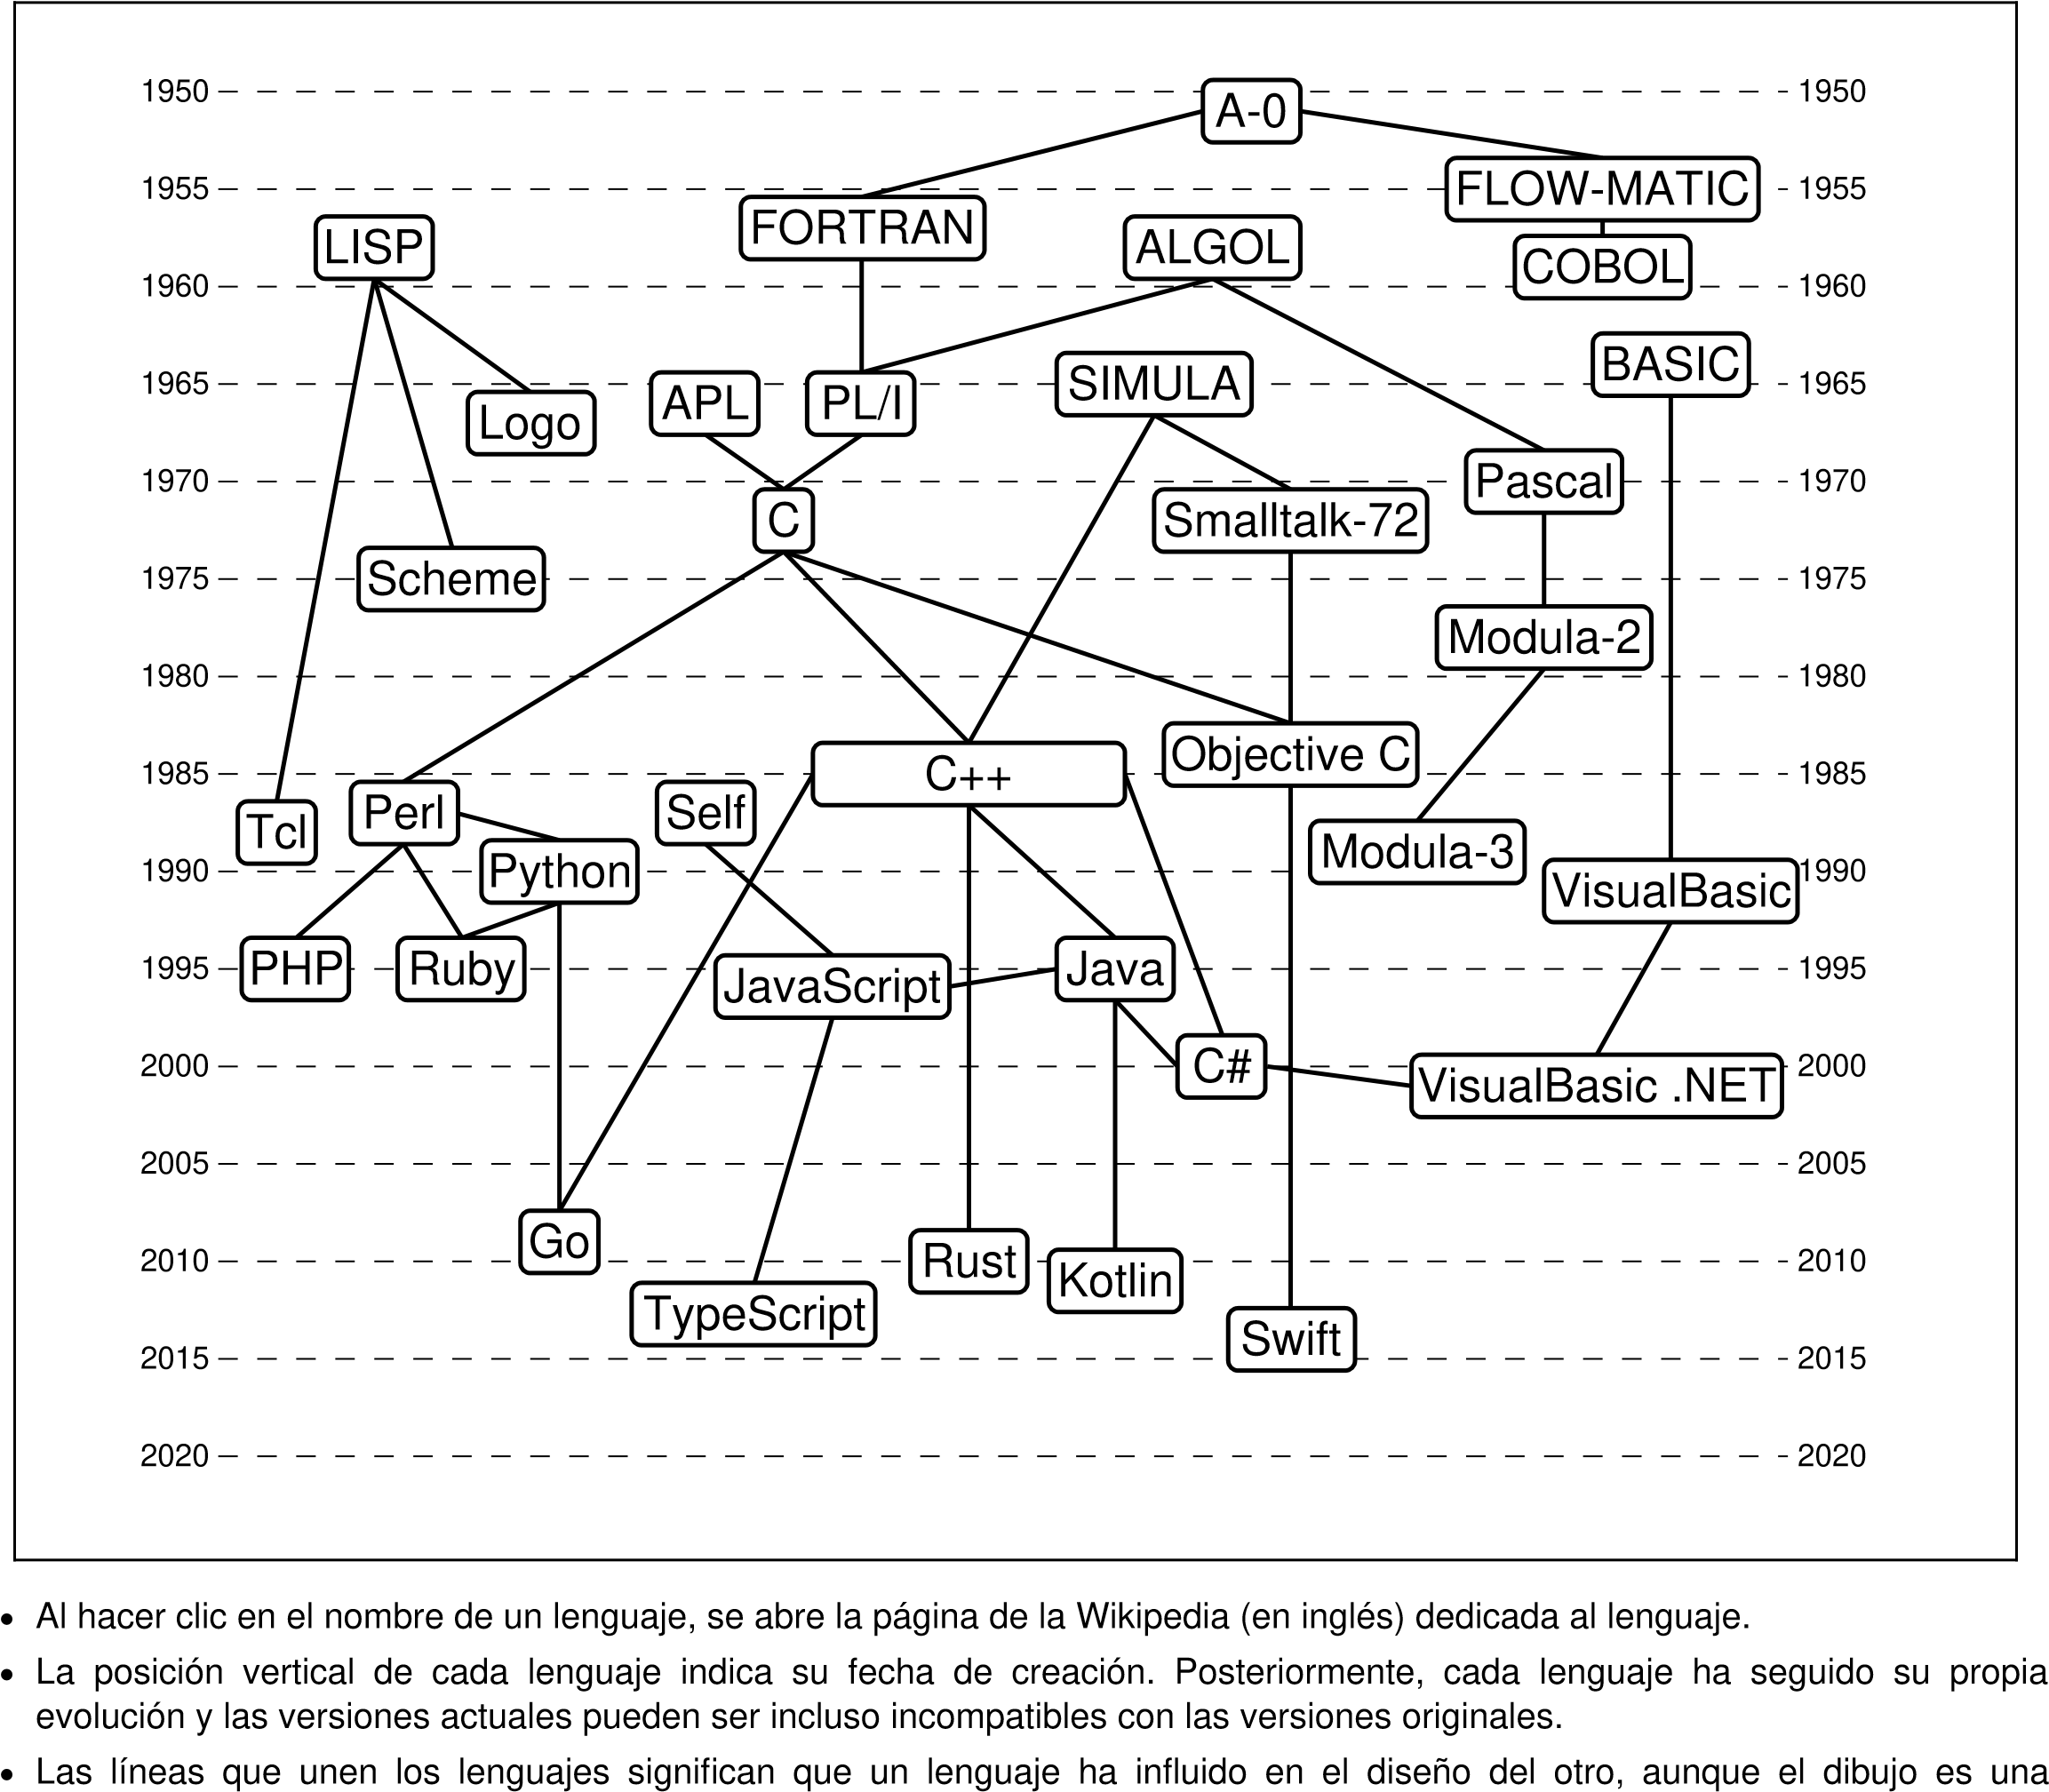 1950 A-0 1950
1955 FLOW-MATIC 1955
FORTRAN
LISP ALGOL
COBOL
1960 1960
BASIC
1965 SIMULA 1965
APL PL/I
Logo
1970 Pascal 1970
C Smalltalk-72
1975 Scheme 1975
Modula-2
1980 1980
Objective C
1985 C++ 1985
Perl Self
Tcl
Modula-3
1990 Python 1990
VisualBasic
1995 PHP Ruby Java 1995
JavaScript
2000 C# 2000
VisualBasic .NET
2005 2005
Go
2010 Rust 2010
Kotlin
TypeScript
Swift
2015 2015
2020 2020
• Al hacer clic en el nombre de un lenguaje, se abre la página de la Wikipedia (en inglés) dedicada al lenguaje.
• La posición vertical de cada lenguaje indica su fecha de creación. Posteriormente, cada lenguaje ha seguido su propia
evolución y las versiones actuales pueden ser incluso incompatibles con las versiones originales.
• Las líneas que unen los lenguajes significan que un lenguaje ha influido en el diseño del otro, aunque el dibujo es una